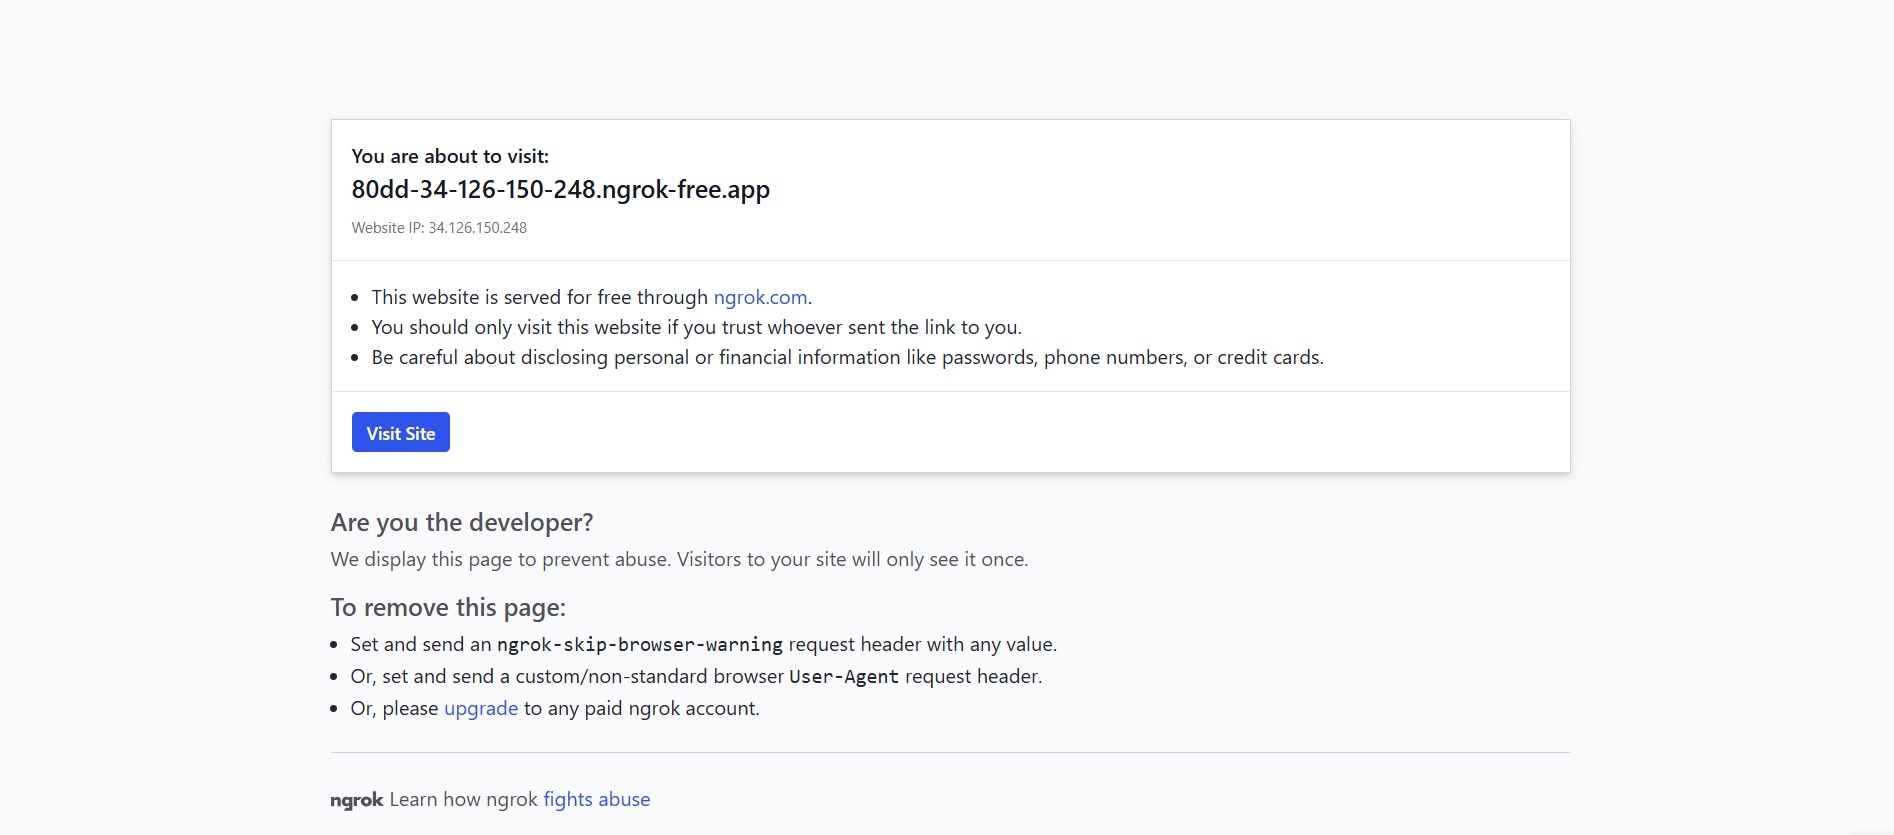 You are about to visit:
80dd-34-126-150-248.ngrok-free.app
Website IP: 34.126.150.248
This website is served for free through ngrok.com.
You should only visit this website if you trust whoever sent the link to you.
Be careful about disclosing personal or financial information like passwords, phone numbers, or credit cards.
Visit Site
Are you the developer?
We display this page to prevent abuse. Visitors to your site will only see it once.
To remove this page:
Set and send an ngrok-skip-browser-warning request header with any value.
Or, set and send a custom/non-standard browser User-Agent request header.
Or, please upgrade to any paid ngrok account.
ngrok Learn how ngrok fights abuse